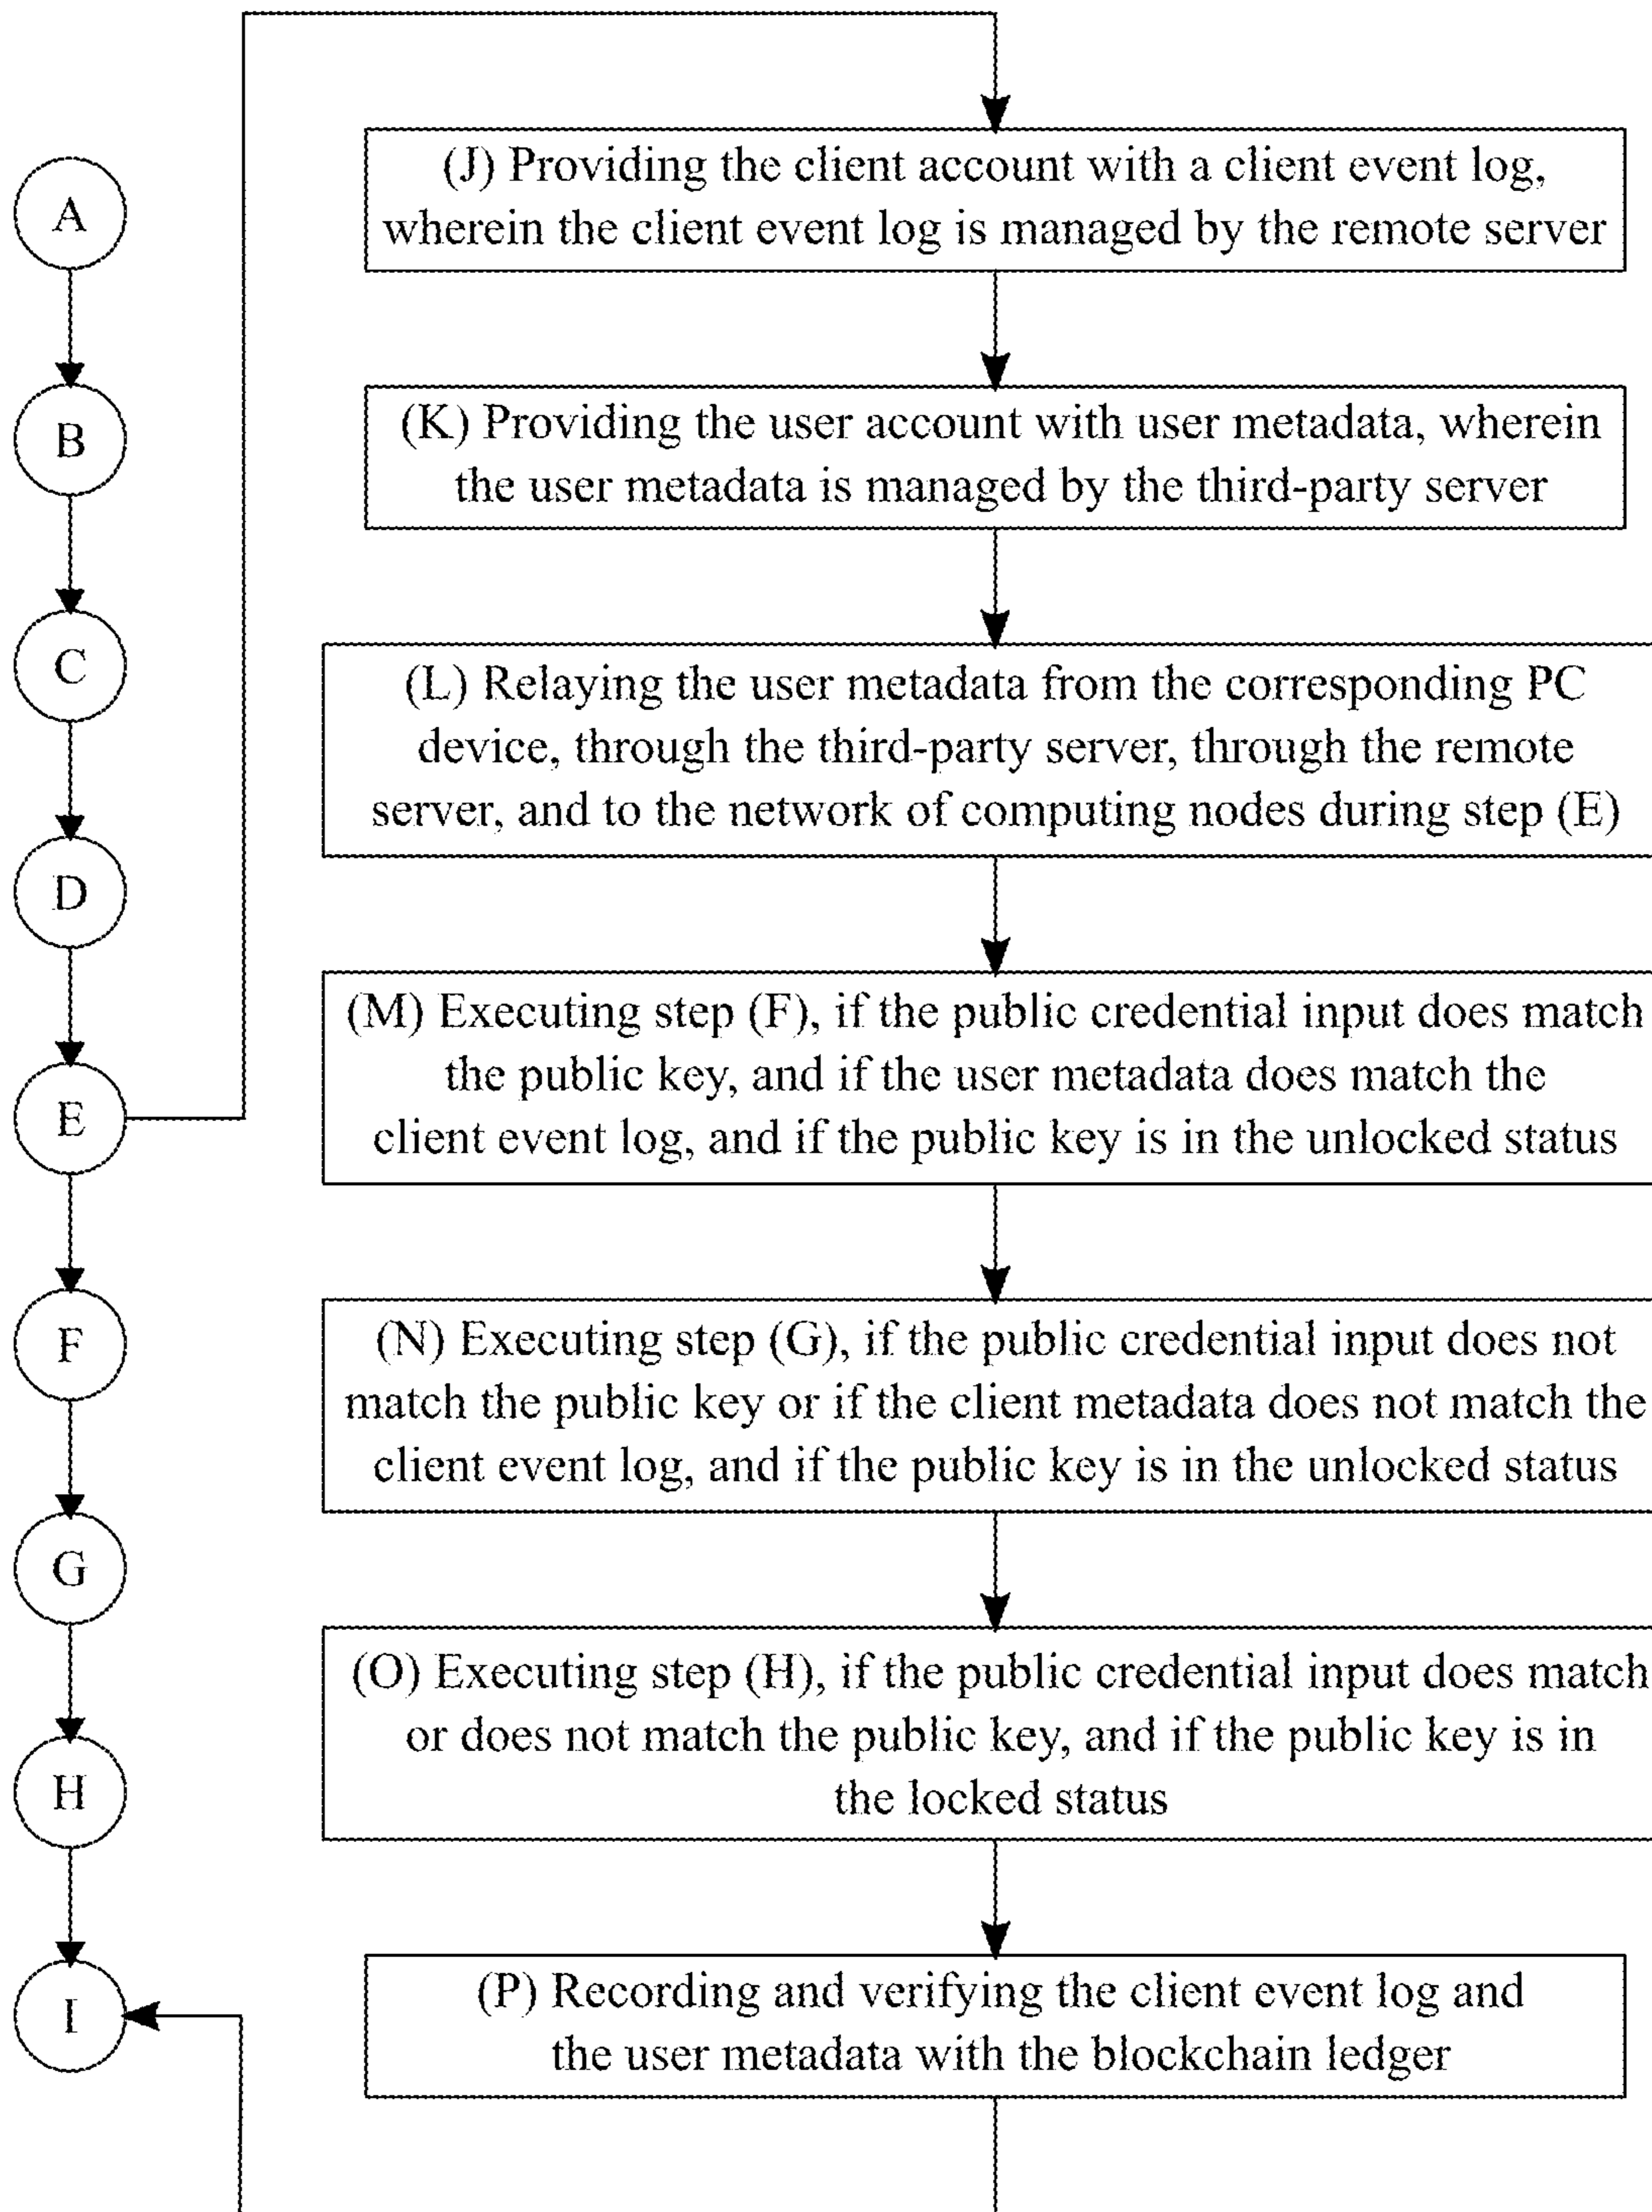 A
B
C
D
E
F
G
H
I
(J) Providing the client account with a client event log,
wherein the client event log is managed by the remote server
(K) Providing the user account with user metadata, wherein
the user metadata is managed by the third-party server
(L) Relaying the user metadata from the corresponding PC
device, through the third-party server, through the remote
server, and to the network of computing nodes during step (E)
(M) Executing step (F), if the public credential input does match
the public key, and if the user metadata does match the
client event log, and if the public key is in the unlocked status
(N) Executing step (G), if the public credential input does not
match the public key or if the client metadata does not match the
client event log, and if the public key is in the unlocked status
(O) Executing step (H), if the public credential input does match
or does not match the public key, and if the public key is in
the locked status
(P) Recording and verifying the client event log and
the user metadata with the blockchain ledger